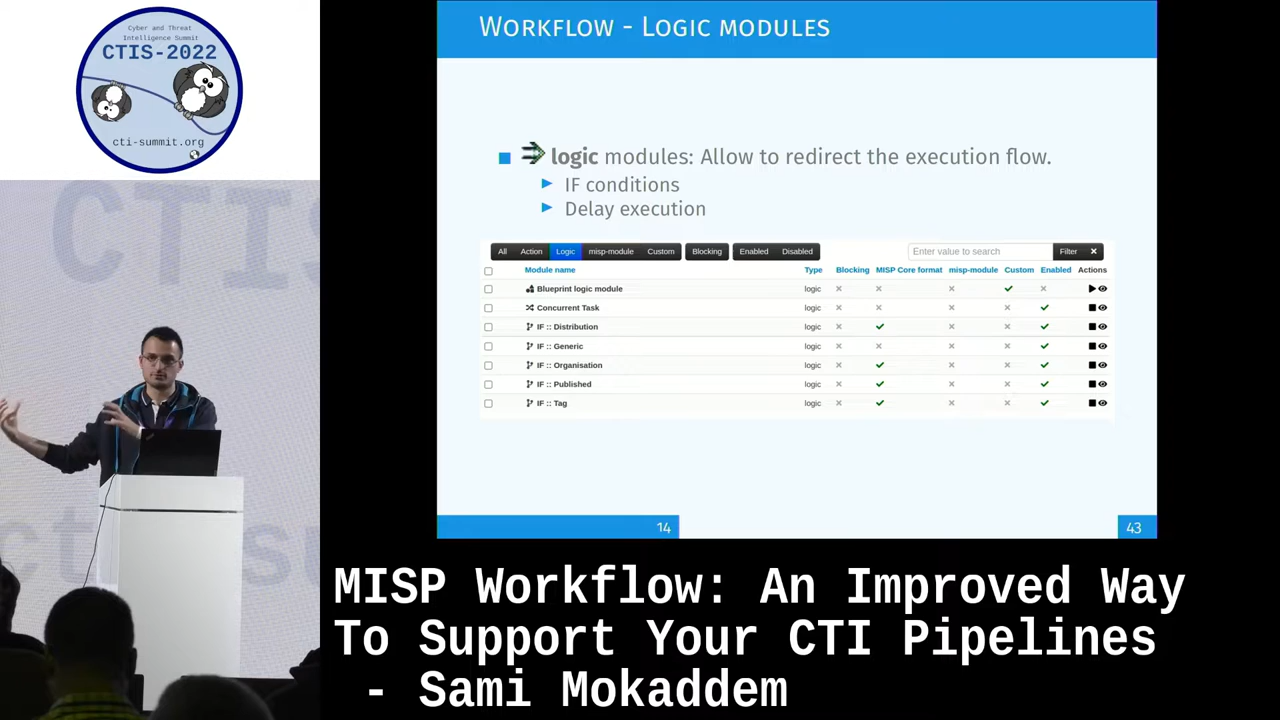 Cyber and Threat
Intelligence Summit
CTIS-2022
cti-summit.org
WORKFLOW - LOGIC MODULES
logic modules: Allow to redirect the execution flow.
IF conditions
Delay execution
All Action Logic misp-module Custom Blocking Enabled Disabled Enter value to search Filter X
Module name Type Blocking MISP Core format misp-module Custom Enabled Actions
Blueprint logic module logic
Concurrent Task logic
IF :: Distribution logic
IF :: Generic logic
IF :: Organisation logic
IF :: Published logic
IF :: Tag logic
14 43
MISP Workflow: An Improved Way
To Support Your CTI Pipelines
- Sami Mokaddem